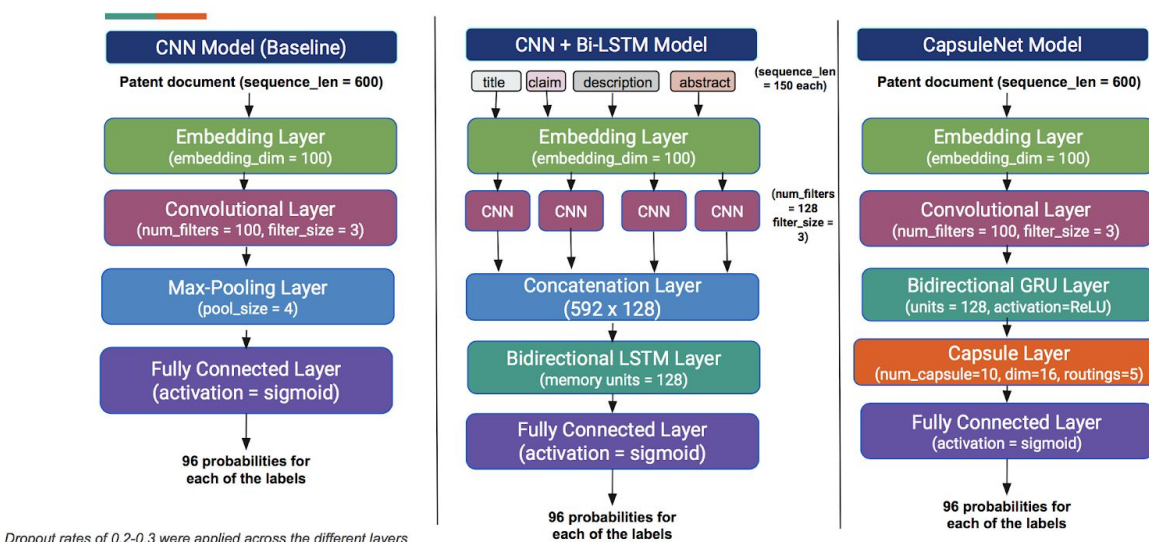 CNN Model (Baseline)
Patent document (sequence_len = 600)
Embedding Layer
(embedding_dim = 100)
Convolutional Layer
(num_filters = 100, filter_size = 3)
Max-Pooling Layer
(pool_size = 4)
Fully Connected Layer
(activation = sigmoid)
96 probabilities for
each of the labels
Dropout rates of 0.2-0.3 were applied across the different layers
CNN + Bi-LSTM Model
title
claim
description
abstract
(sequence_len
= 150 each)
Embedding Layer
(embedding_dim = 100)
CNN
CNN
CNN
CNN
(num_filters
= 128
filter_size =
3)
Concatenation Layer
(592 x 128)
Bidirectional LSTM Layer
(memory units = 128)
Fully Connected Layer
(activation = sigmoid)
96 probabilities for
each of the labels
CapsuleNet Model
Patent document (sequence_len = 600)
Embedding Layer
(embedding_dim = 100)
Convolutional Layer
(num_filters = 100, filter_size = 3)
Bidirectional GRU Layer
(units = 128, activation=ReLU)
Capsule Layer
(num_capsule=10, dim=16, routings=5)
Fully Connected Layer
(activation = sigmoid)
96 probabilities for
each of the labels